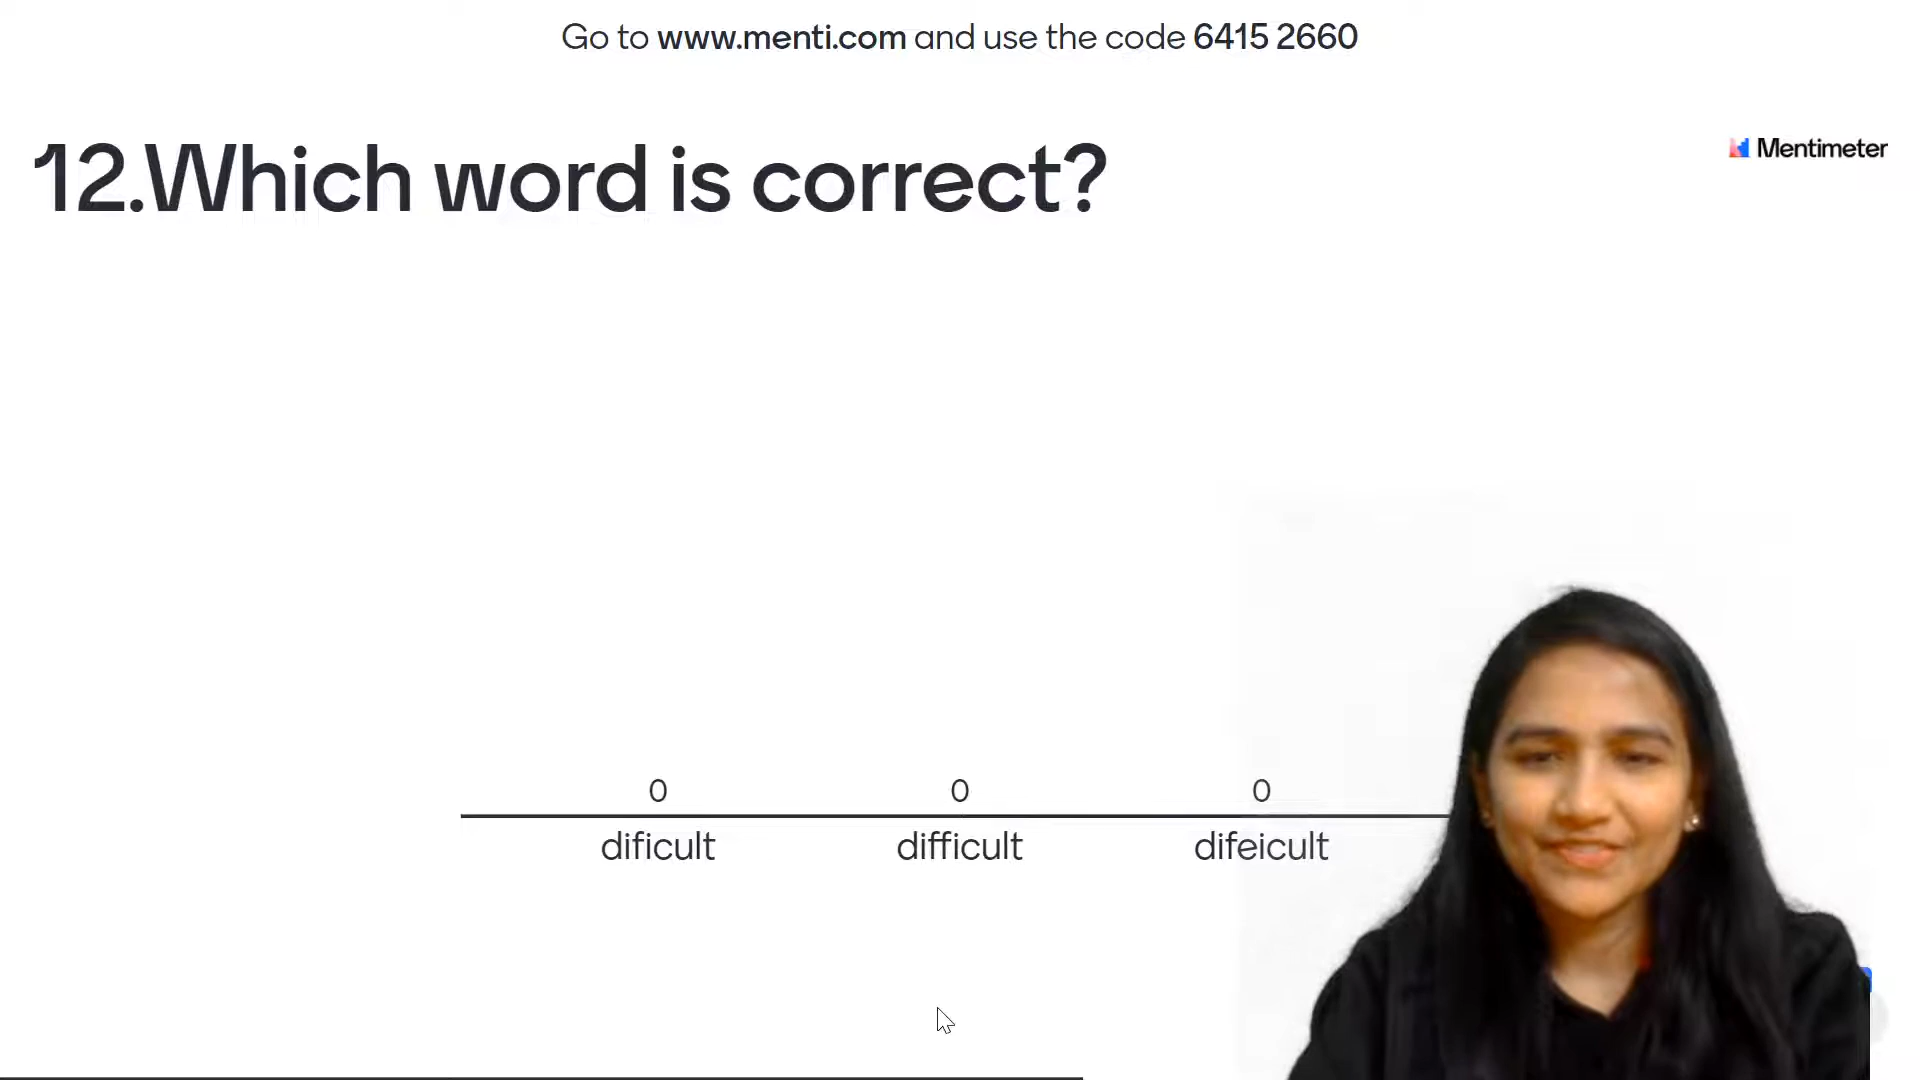 Go to www.menti.com and use the code 6415 2660
Mentimeter
12.Which word is correct?
0 0 0
dificult difficult difeicult